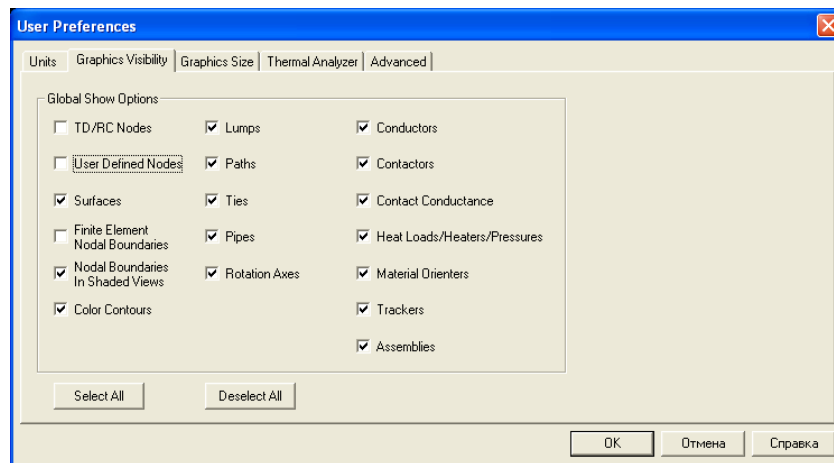 User Preferences
Units
Graphics Visibility
Graphics Size
Thermal Analyzer
Advanced
Global Show Options
TD/RC Nodes
User Defined Nodes
Surfaces
Finite Element
Nodal Boundaries
Nodal Boundaries
In Shaded Views
Color Contours
Lumps
Paths
Ties
Pipes
Rotation Axes
Conductors
Contactors
Contact Conductance
Heat Loads/Heaters/Pressures
Material Orienters
Trackers
Assemblies
Select All
Deselect All
OK
Отмена
Справка